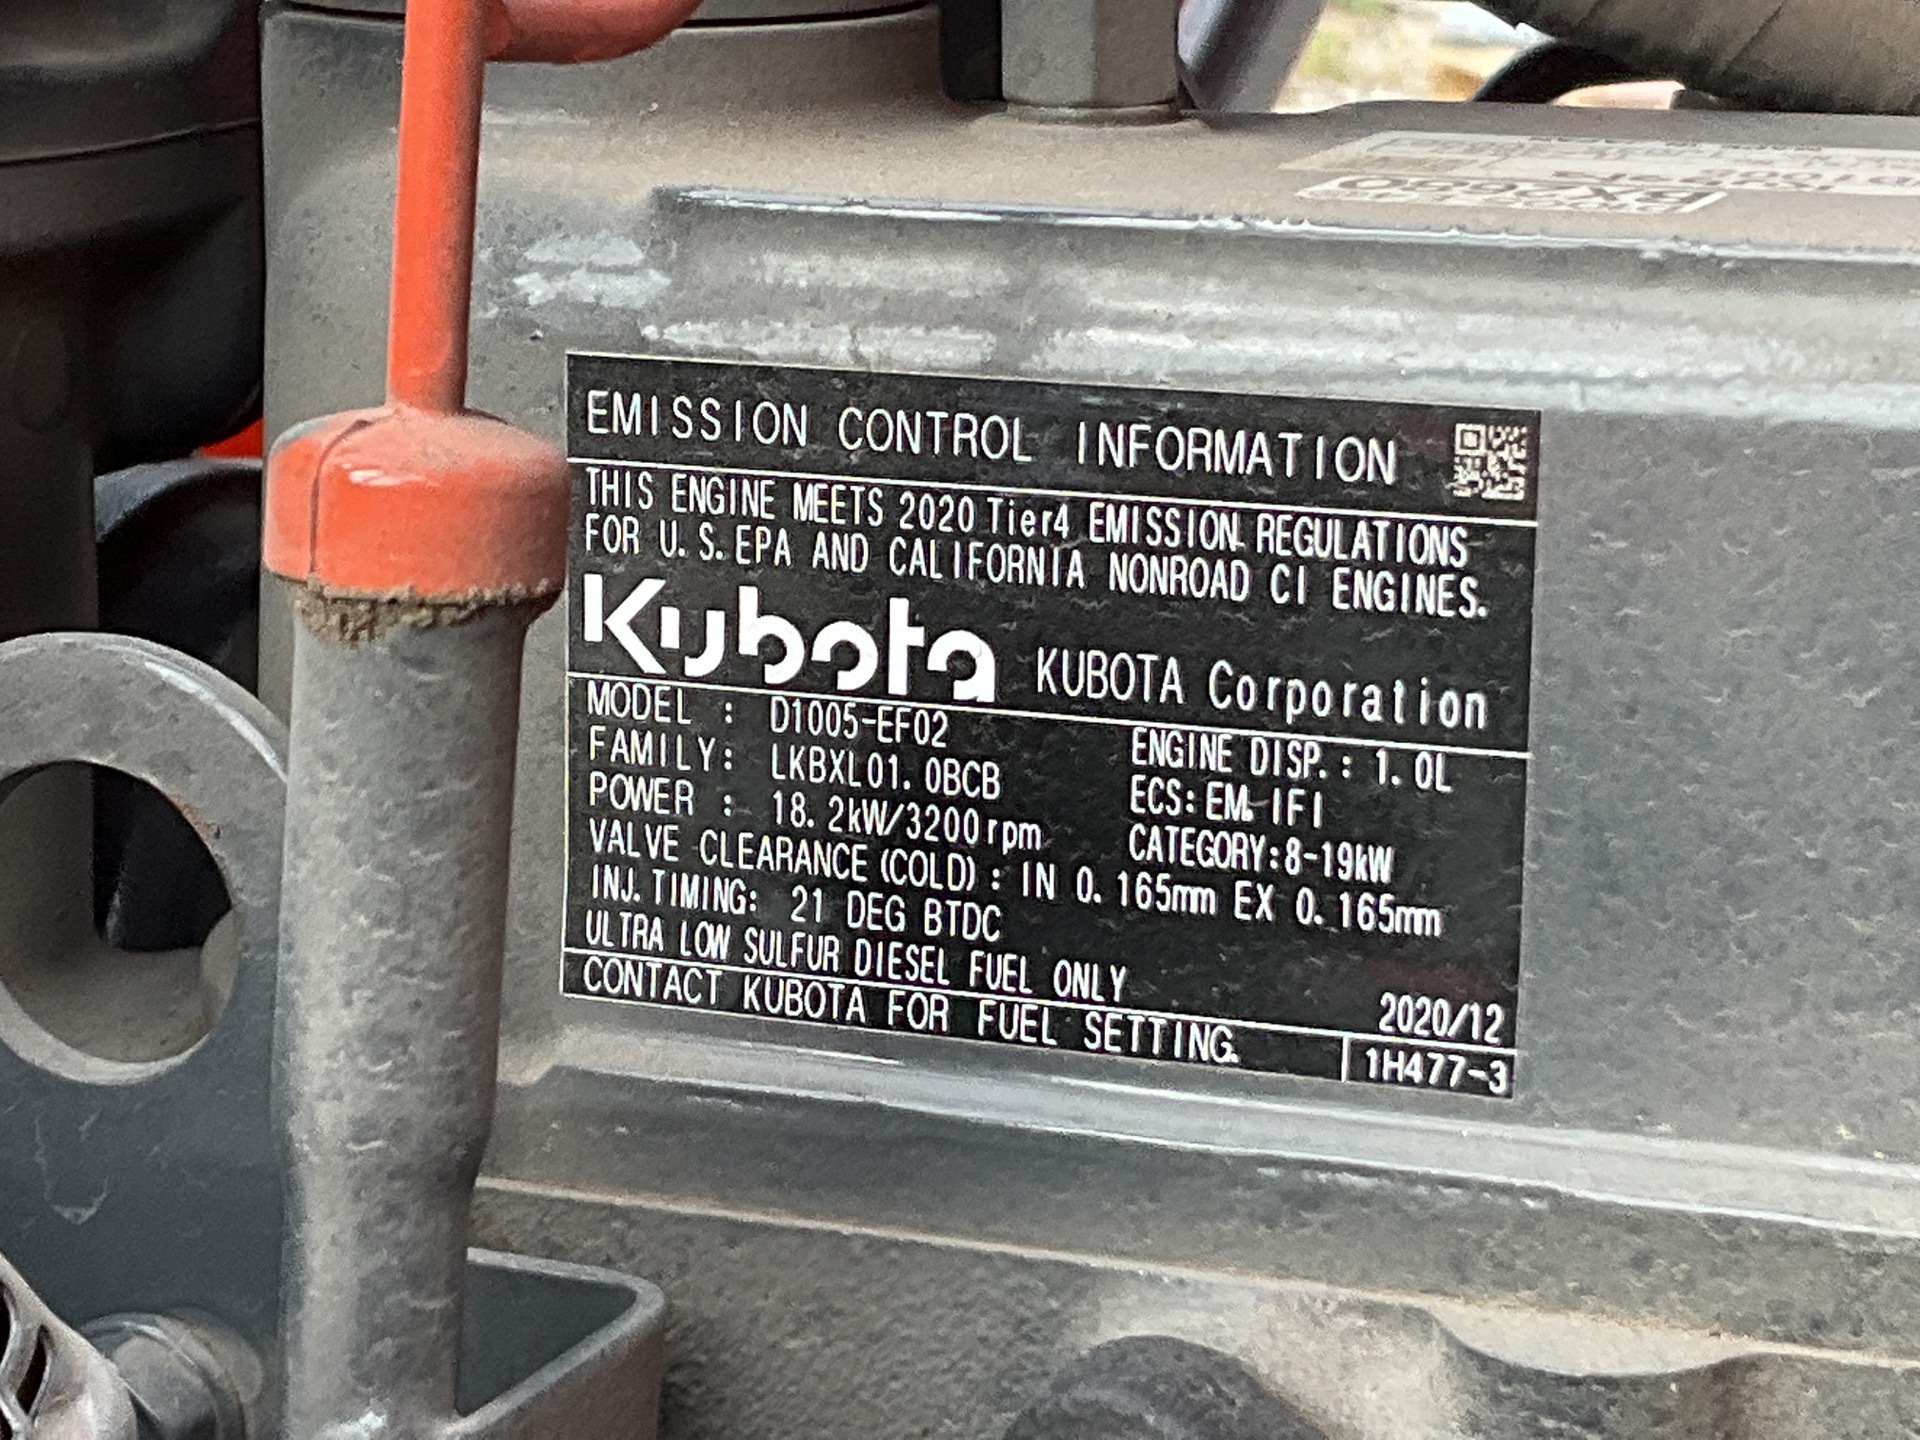 EMISSION CONTROL INFORMATION
THIS ENGINE MEETS 2020 Tier4 EMISSION REGULATIONS
FOR U.S.EPA AND CALIFORNIA NONROAD CI ENGINES.
Kubota KUBOTA Corporation
MODEL : D1005-EF02 ENGINE DISP.: 1.0L
FAMILY: LKBXL01.0BCB ECS: EM, IFI
POWER : 18.2kW/3200rpm CATEGORY:8-19kW
VALVE CLEARANCE(COLD): IN 0.165mm EX 0.165mm
INJ.TIMING: 21 DEG BTDC
ULTRA LOW SULFUR DIESEL FUEL ONLY 2020/12
CONTACT KUBOTA FOR FUEL SETTING. 1H477-3